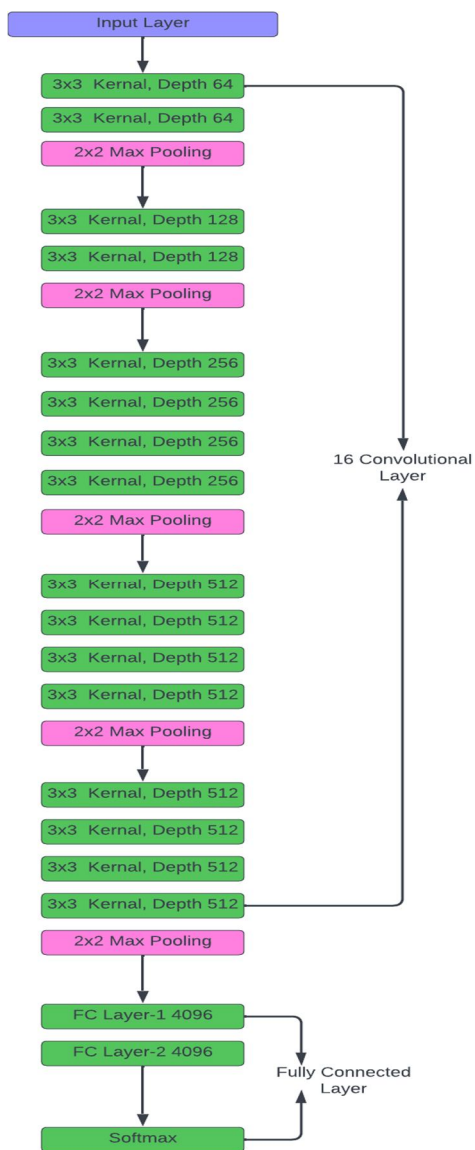 Input Layer
3x3 Kernal, Depth 64
3x3 Kernal, Depth 64
2x2 Max Pooling
3x3 Kernal, Depth 128
3x3 Kernal, Depth 128
2x2 Max Pooling
3x3 Kernal, Depth 256
3x3 Kernal, Depth 256
3x3 Kernal, Depth 256
3x3 Kernal, Depth 256
2x2 Max Pooling
3x3 Kernal, Depth 512
3x3 Kernal, Depth 512
3x3 Kernal, Depth 512
3x3 Kernal, Depth 512
2x2 Max Pooling
3x3 Kernal, Depth 512
3x3 Kernal, Depth 512
3x3 Kernal, Depth 512
3x3 Kernal, Depth 512
2x2 Max Pooling
16 Convolutional
Layer
FC Layer-1 4096
FC Layer-2 4096
Softmax
Fully Connected
Layer